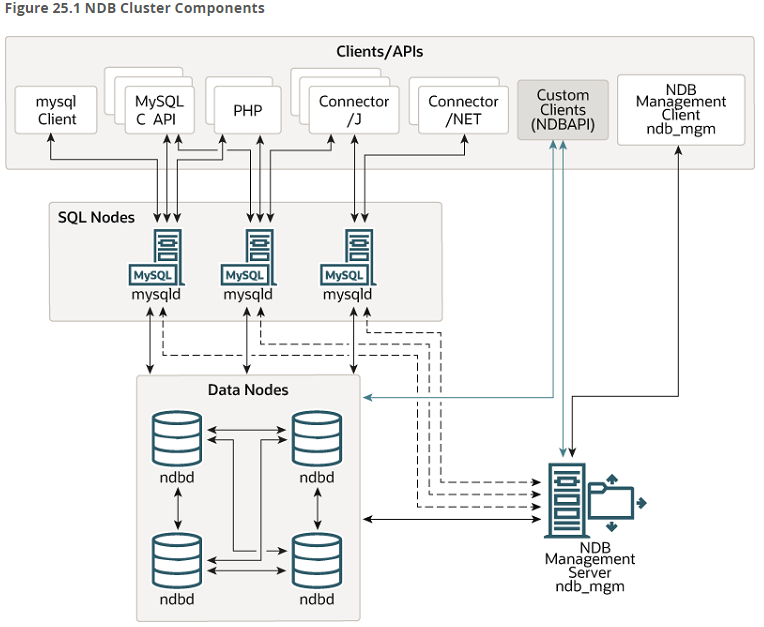 Figure 25.1 NDB Cluster Components
Clients/APIs
mysql
Client
MySQL
C API
PHP
Connector
/J
Connector
/NET
Custom
Clients
(NDBAPI)
NDB
Management
Client
ndb_mgm
SQL Nodes
MySQL
mysqld
MySQL
mysqld
MySQL
mysqld
Data Nodes
ndbd
ndbd
ndbd
ndbd
NDB
Management
Server
ndb_mgm